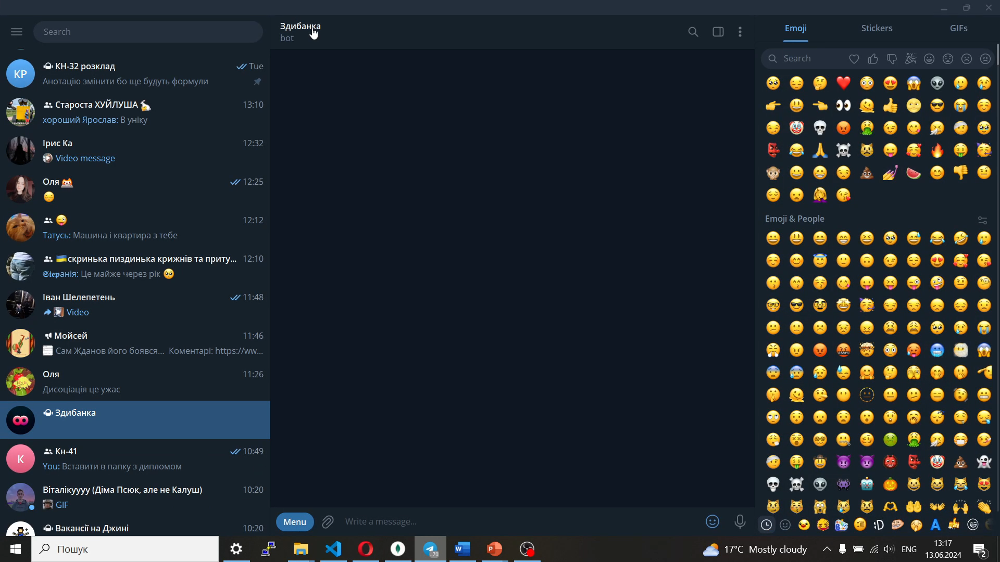 Search
КР
КН-32 розклад
Tue
Анотацію змінити бо ще будуть формули
Староста ХУЙЛУША
13:10
хороший Ярослав: В уніку
Ірис Ка
12:32
Video message
Оля
12:25
12:12
Татусь: Машина і квартира з тебе
скринька пиздинька крижнів та приту...
12:10
𝕾𝖙𝖊𝖕анія: Це майже через рік
Іван Шелепетень
11:48
Video
Мойсей
11:46
Сам Жданов його боявся... Коментарі: https://ww...
Оля
11:26
Дисоціація це ужас
Здибанка
К
Кн-41
10:49
You: Вставити в папку з дипломом
Віталікуууу (Діма Псюк, але не Калуш)
10:20
GIF
Вакансії на Джині
10:20
Здибанка
bot
Menu
Write a message...
Emoji
Stickers
GIFs
Search
Emoji & People
Пошук
..70
17°C Mostly cloudy
ENG
13:17
13.06.2024
2